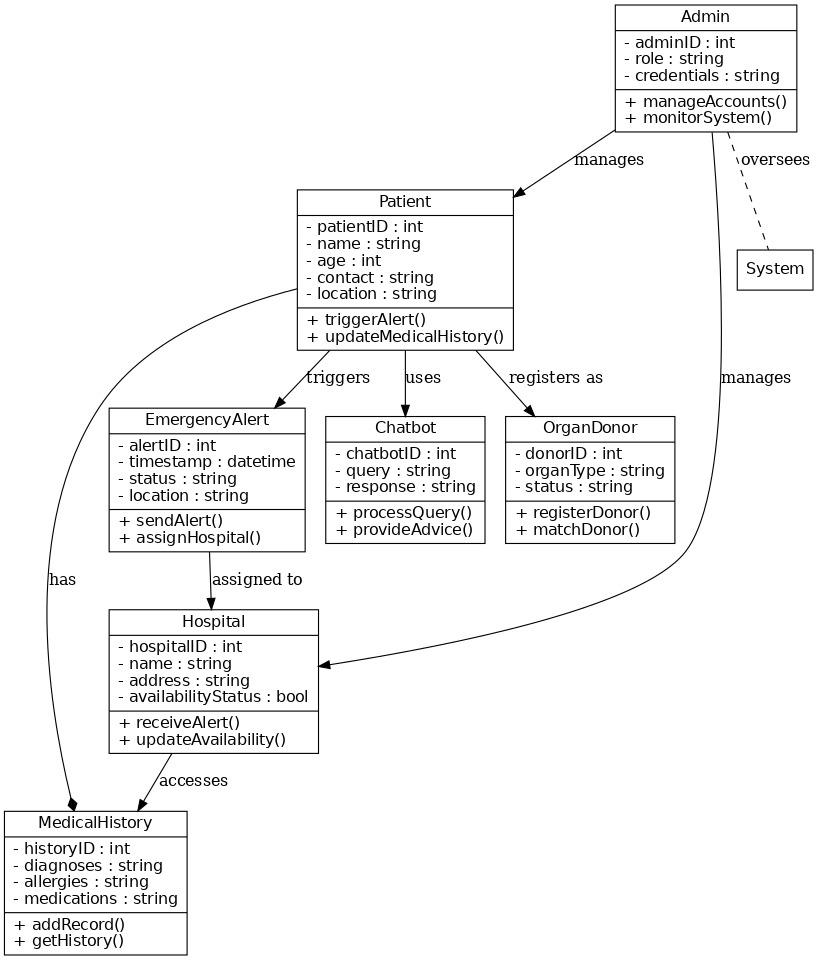 Admin
- adminID : int
- role : string
- credentials : string
+ manageAccounts()
+ monitorSystem()
manages
oversees
System
Patient
- patientID : int
- name : string
- age : int
- contact : string
- location : string
+ triggerAlert()
+ updateMedicalHistory()
triggers
uses
registers as
manages
EmergencyAlert
- alertID : int
- timestamp : datetime
- status : string
- location : string
+ sendAlert()
+ assignHospital()
Chatbot
- chatbotID : int
- query : string
- response : string
+ processQuery()
+ provideAdvice()
OrganDonor
- donorID : int
- organType : string
- status : string
+ registerDonor()
+ matchDonor()
has
assigned to
Hospital
- hospitalID : int
- name : string
- address : string
- availabilityStatus : bool
+ receiveAlert()
+ updateAvailability()
accesses
MedicalHistory
- historyID : int
- diagnoses : string
- allergies : string
- medications : string
+ addRecord()
+ getHistory()